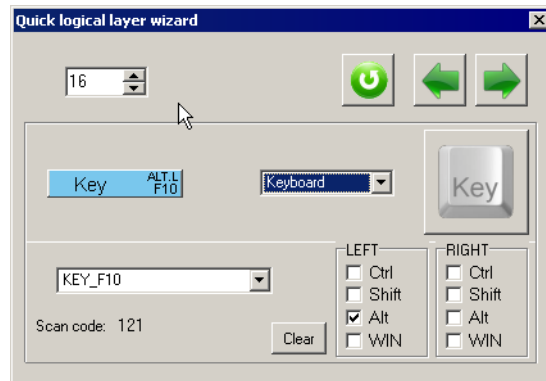 Quick logical layer wizard
16
Key ALT.L
F10
Keyboard
Key
LEFT
Ctrl
Shift
Alt
WIN
RIGHT
Ctrl
Shift
Alt
WIN
KEY_F10
Scan code: 121
Clear